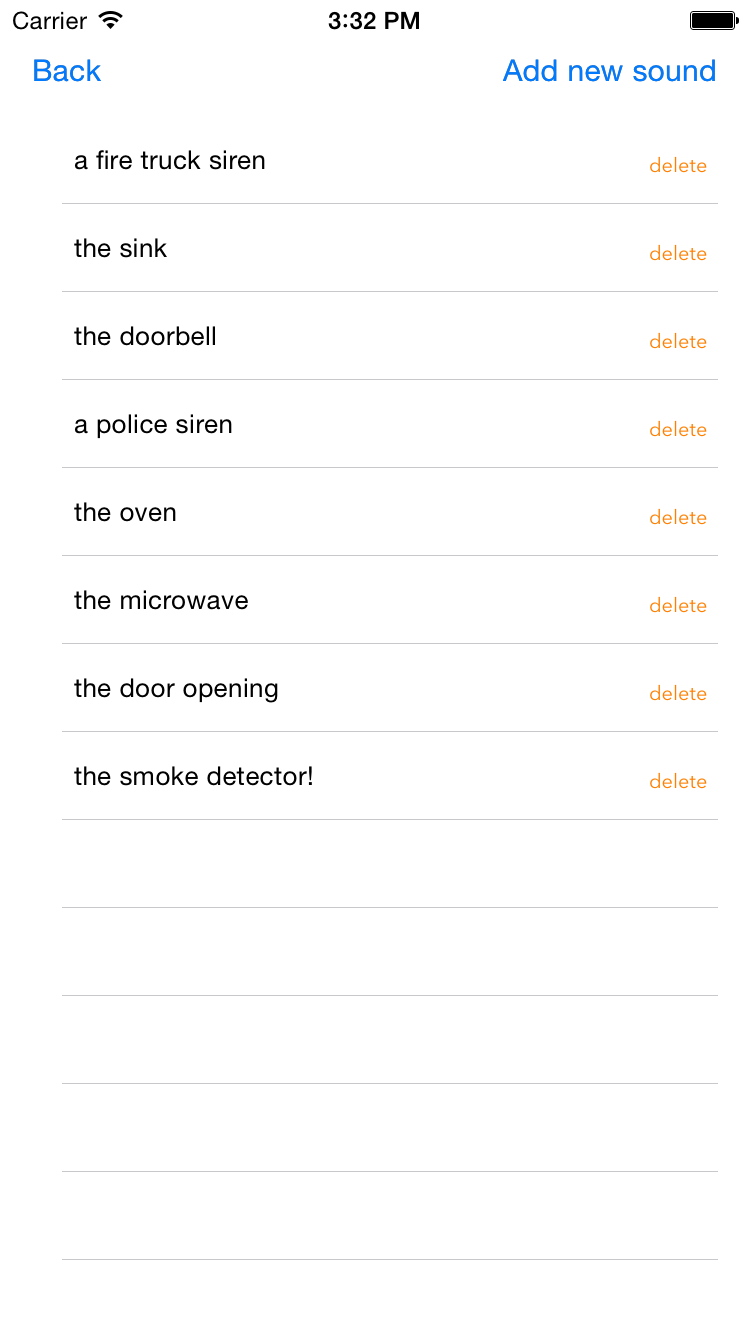 Carrier 3:32 PM
Back Add new sound
a fire truck siren delete
the sink delete
the doorbell delete
a police siren delete
the oven delete
the microwave delete
the door opening delete
the smoke detector! delete